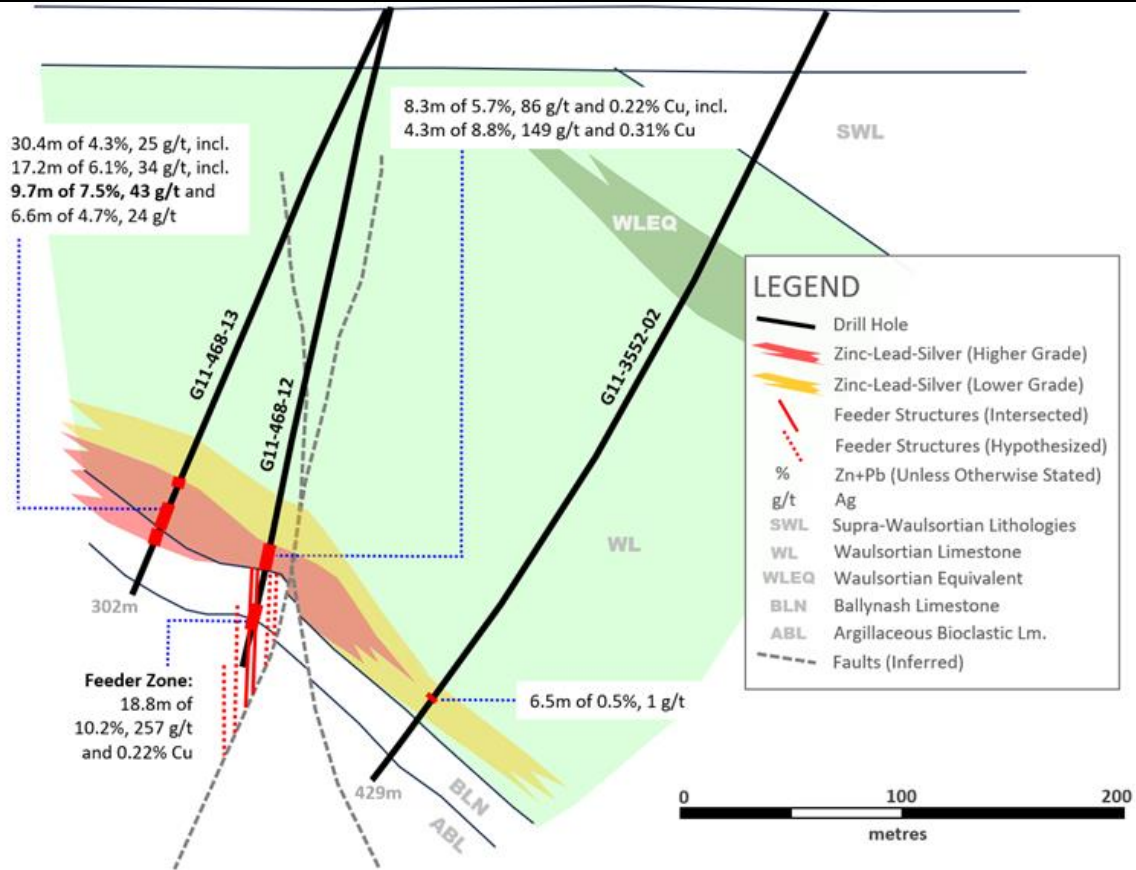 8.3m of 5.7%, 86 g/t and 0.22% Cu, incl.
4.3m of 8.8%, 149 g/t and 0.31% Cu
SWL
30.4m of 4.3%, 25 g/t, incl.
17.2m of 6.1%, 34 g/t, incl.
9.7m of 7.5%, 43 g/t and
6.6m of 4.7%, 24 g/t
WLEQ
G11-468-13
G11-468-12
G11-3552-02
LEGEND
Drill Hole
Zinc-Lead-Silver (Higher Grade)
Zinc-Lead-Silver (Lower Grade)
Feeder Structures (Intersected)
Feeder Structures (Hypothesized)
% Zn+Pb (Unless Otherwise Stated)
g/t Ag
SWL Supra-Waulsortian Lithologies
WL Waulsortian Limestone
WLEQ Waulsortian Equivalent
BLN Ballynash Limestone
ABL Argillaceous Bioclastic Lm.
Faults (Inferred)
WL
302m
Feeder Zone:
18.8m of
10.2%, 257 g/t
and 0.22% Cu
6.5m of 0.5%, 1 g/t
429m
BLN
ABL
0 100 200
metres